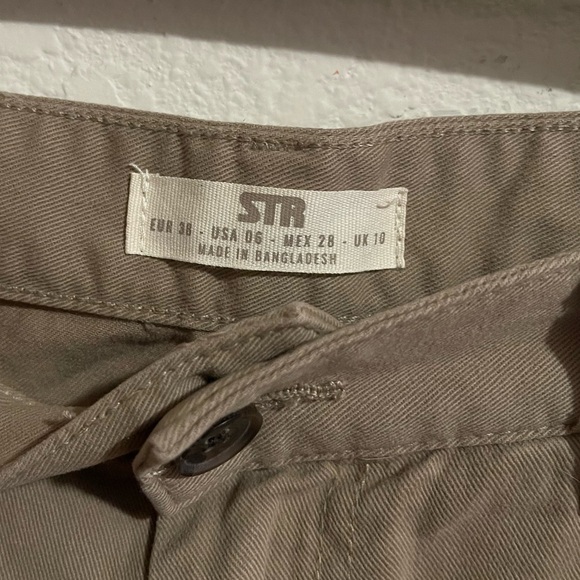 STR
EUR 38 - USA 06 - MEX 28 - UK 10
MADE IN BANGLADESH